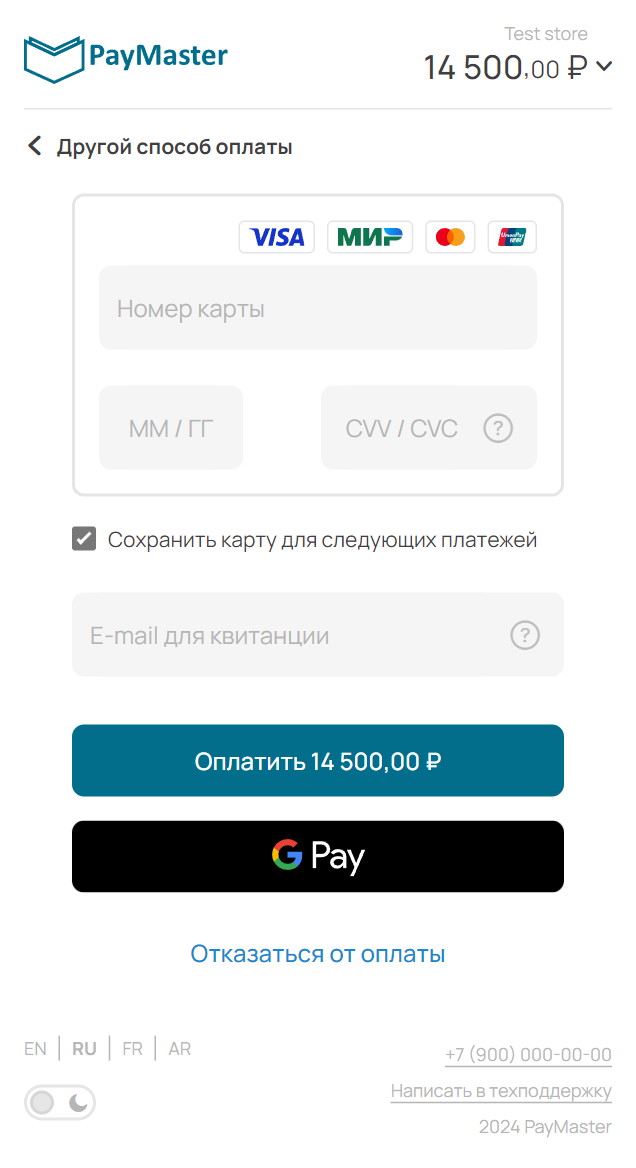 PayMaster
Test store
14 500,00 ₽
Другой способ оплаты
VISA МИР UnionPay 银联
Номер карты
ММ / ГГ
CVV / CVC ?
Сохранить карту для следующих платежей
E-mail для квитанции ?
Оплатить 14 500,00 ₽
G Pay
Отказаться от оплаты
EN | RU | FR | AR
+7 (900) 000-00-00
Написать в техподдержку
2024 PayMaster